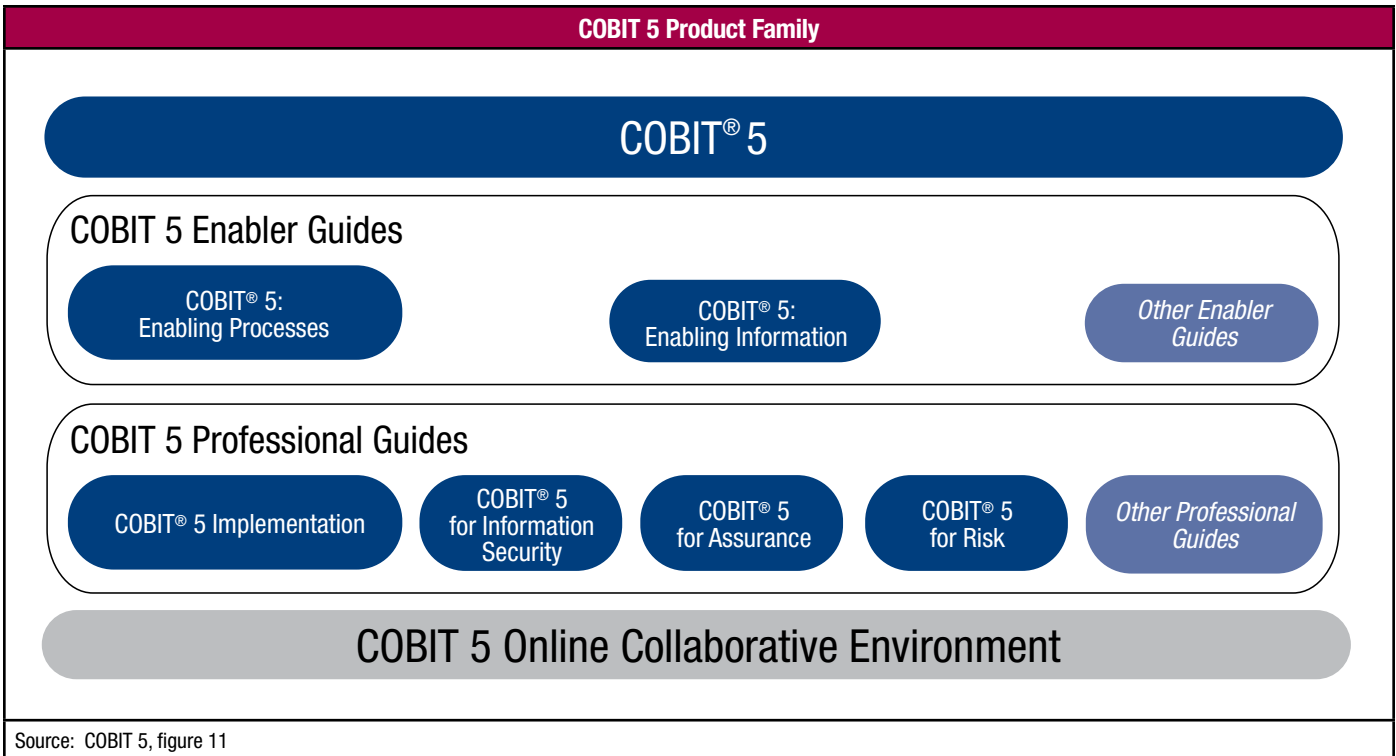 COBIT 5 Product Family
COBIT® 5
COBIT 5 Enabler Guides
COBIT® 5:
Enabling Processes
COBIT® 5:
Enabling Information
Other Enabler
Guides
COBIT 5 Professional Guides
COBIT® 5 Implementation
COBIT® 5
for Information
Security
COBIT® 5
for Assurance
COBIT® 5
for Risk
Other Professional
Guides
COBIT 5 Online Collaborative Environment
Source: COBIT 5, figure 11